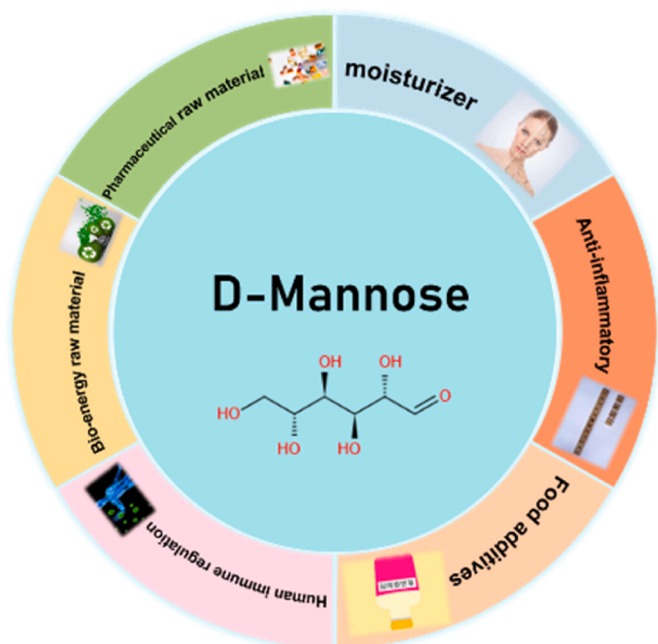 Pharmaceutical raw material
moisturizer
Anti-inflammatory
Food additives
Human immune regulation
Bio-energy raw material
D-Mannose
OH
OH
O
HO
HO
HO